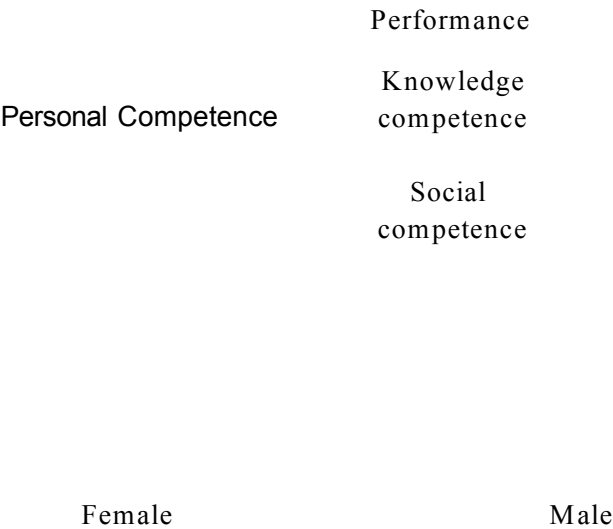 Performance
Knowledge
Personal Competence
competence
Social
competence
Female
Male